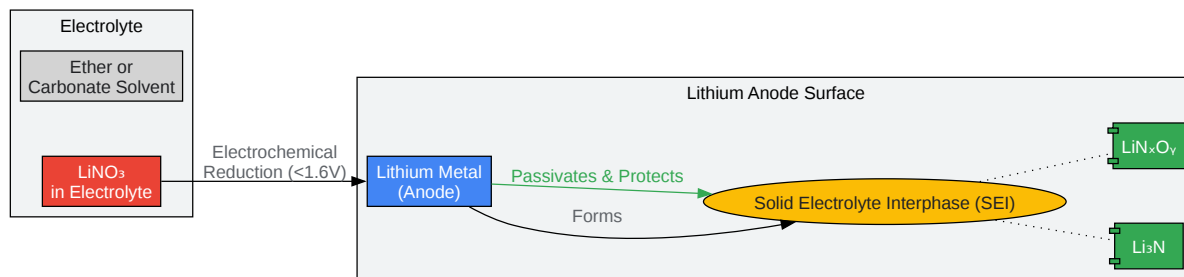 Electrolyte
Ether or
Carbonate Solvent
LiNO₃
in Electrolyte
Electrochemical
Reduction (<1.6V)
Lithium Anode Surface
Lithium Metal
(Anode)
Passivates & Protects
Forms
Solid Electrolyte Interphase (SEI)
LiNₓOᵧ
Li₃N